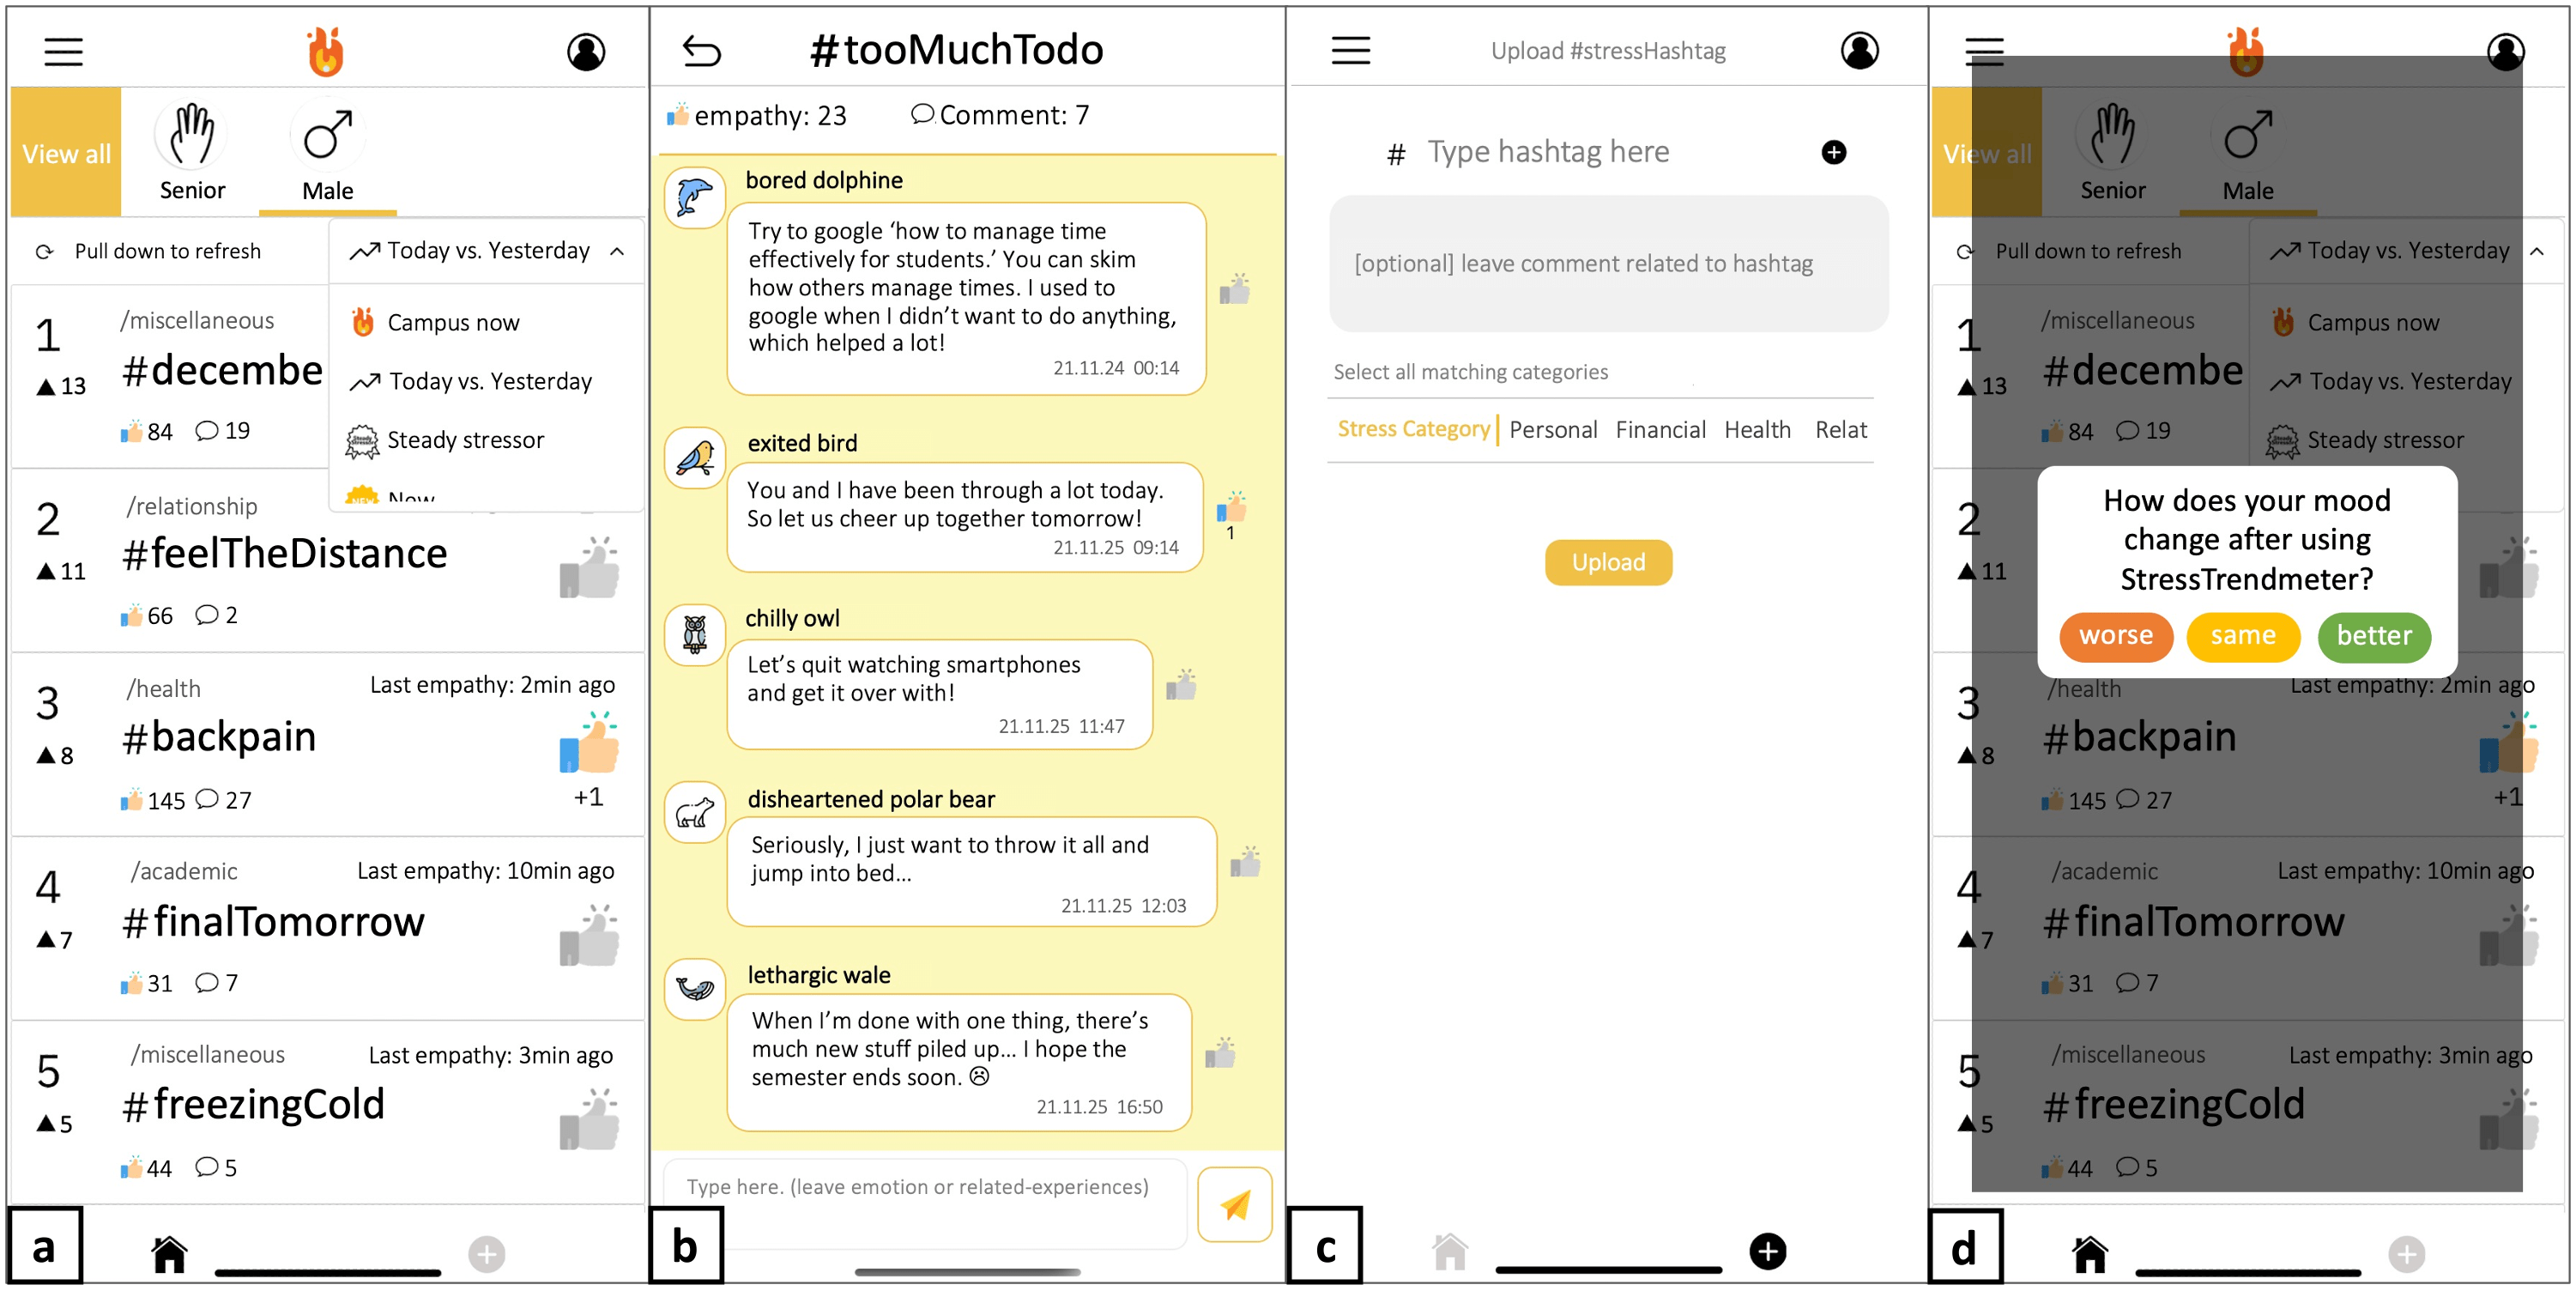 View all
Senior
Male
Pull down to refresh
Today vs. Yesterday
Campus now
Today vs. Yesterday
Steady stressor
New
1
/miscellaneous
#decembe
▲13
84 19
2
/relationship
#feelTheDistance
▲11
66 2
3
/health
Last empathy: 2min ago
#backpain
▲8
145 27
+1
4
/academic
Last empathy: 10min ago
#finalTomorrow
▲7
31 7
5
/miscellaneous
Last empathy: 3min ago
#freezingCold
▲5
44 5
a
#tooMuchTodo
empathy: 23
Comment: 7
bored dolphine
Try to google ‘how to manage time
effectively for students.’ You can skim
how others manage times. I used to
google when I didn’t want to do anything,
which helped a lot!
21.11.24 00:14
exited bird
You and I have been through a lot today.
So let us cheer up together tomorrow!
21.11.25 09:14
1
chilly owl
Let’s quit watching smartphones
and get it over with!
21.11.25 11:47
disheartened polar bear
Seriously, I just want to throw it all and
jump into bed...
21.11.25 12:03
lethargic wale
When I’m done with one thing, there’s
much new stuff piled up... I hope the
semester ends soon. ☹
21.11.25 16:50
Type here. (leave emotion or related-experiences)
b
Upload #stressHashtag
# Type hashtag here
[optional] leave comment related to hashtag
Select all matching categories
Stress Category Personal Financial Health Relat
Upload
c
View all
Senior
Male
Pull down to refresh
Today vs. Yesterday
Campus now
Today vs. Yesterday
Steady stressor
1
/miscellaneous
#decembe
▲13
84 19
How does your mood
change after using
StressTrendmeter?
worse
same
better
2
▲11
3
/health
Last empathy: 2min ago
#backpain
▲8
145 27
+1
4
/academic
Last empathy: 10min ago
#finalTomorrow
▲7
31 7
5
/miscellaneous
Last empathy: 3min ago
#freezingCold
▲5
44 5
d